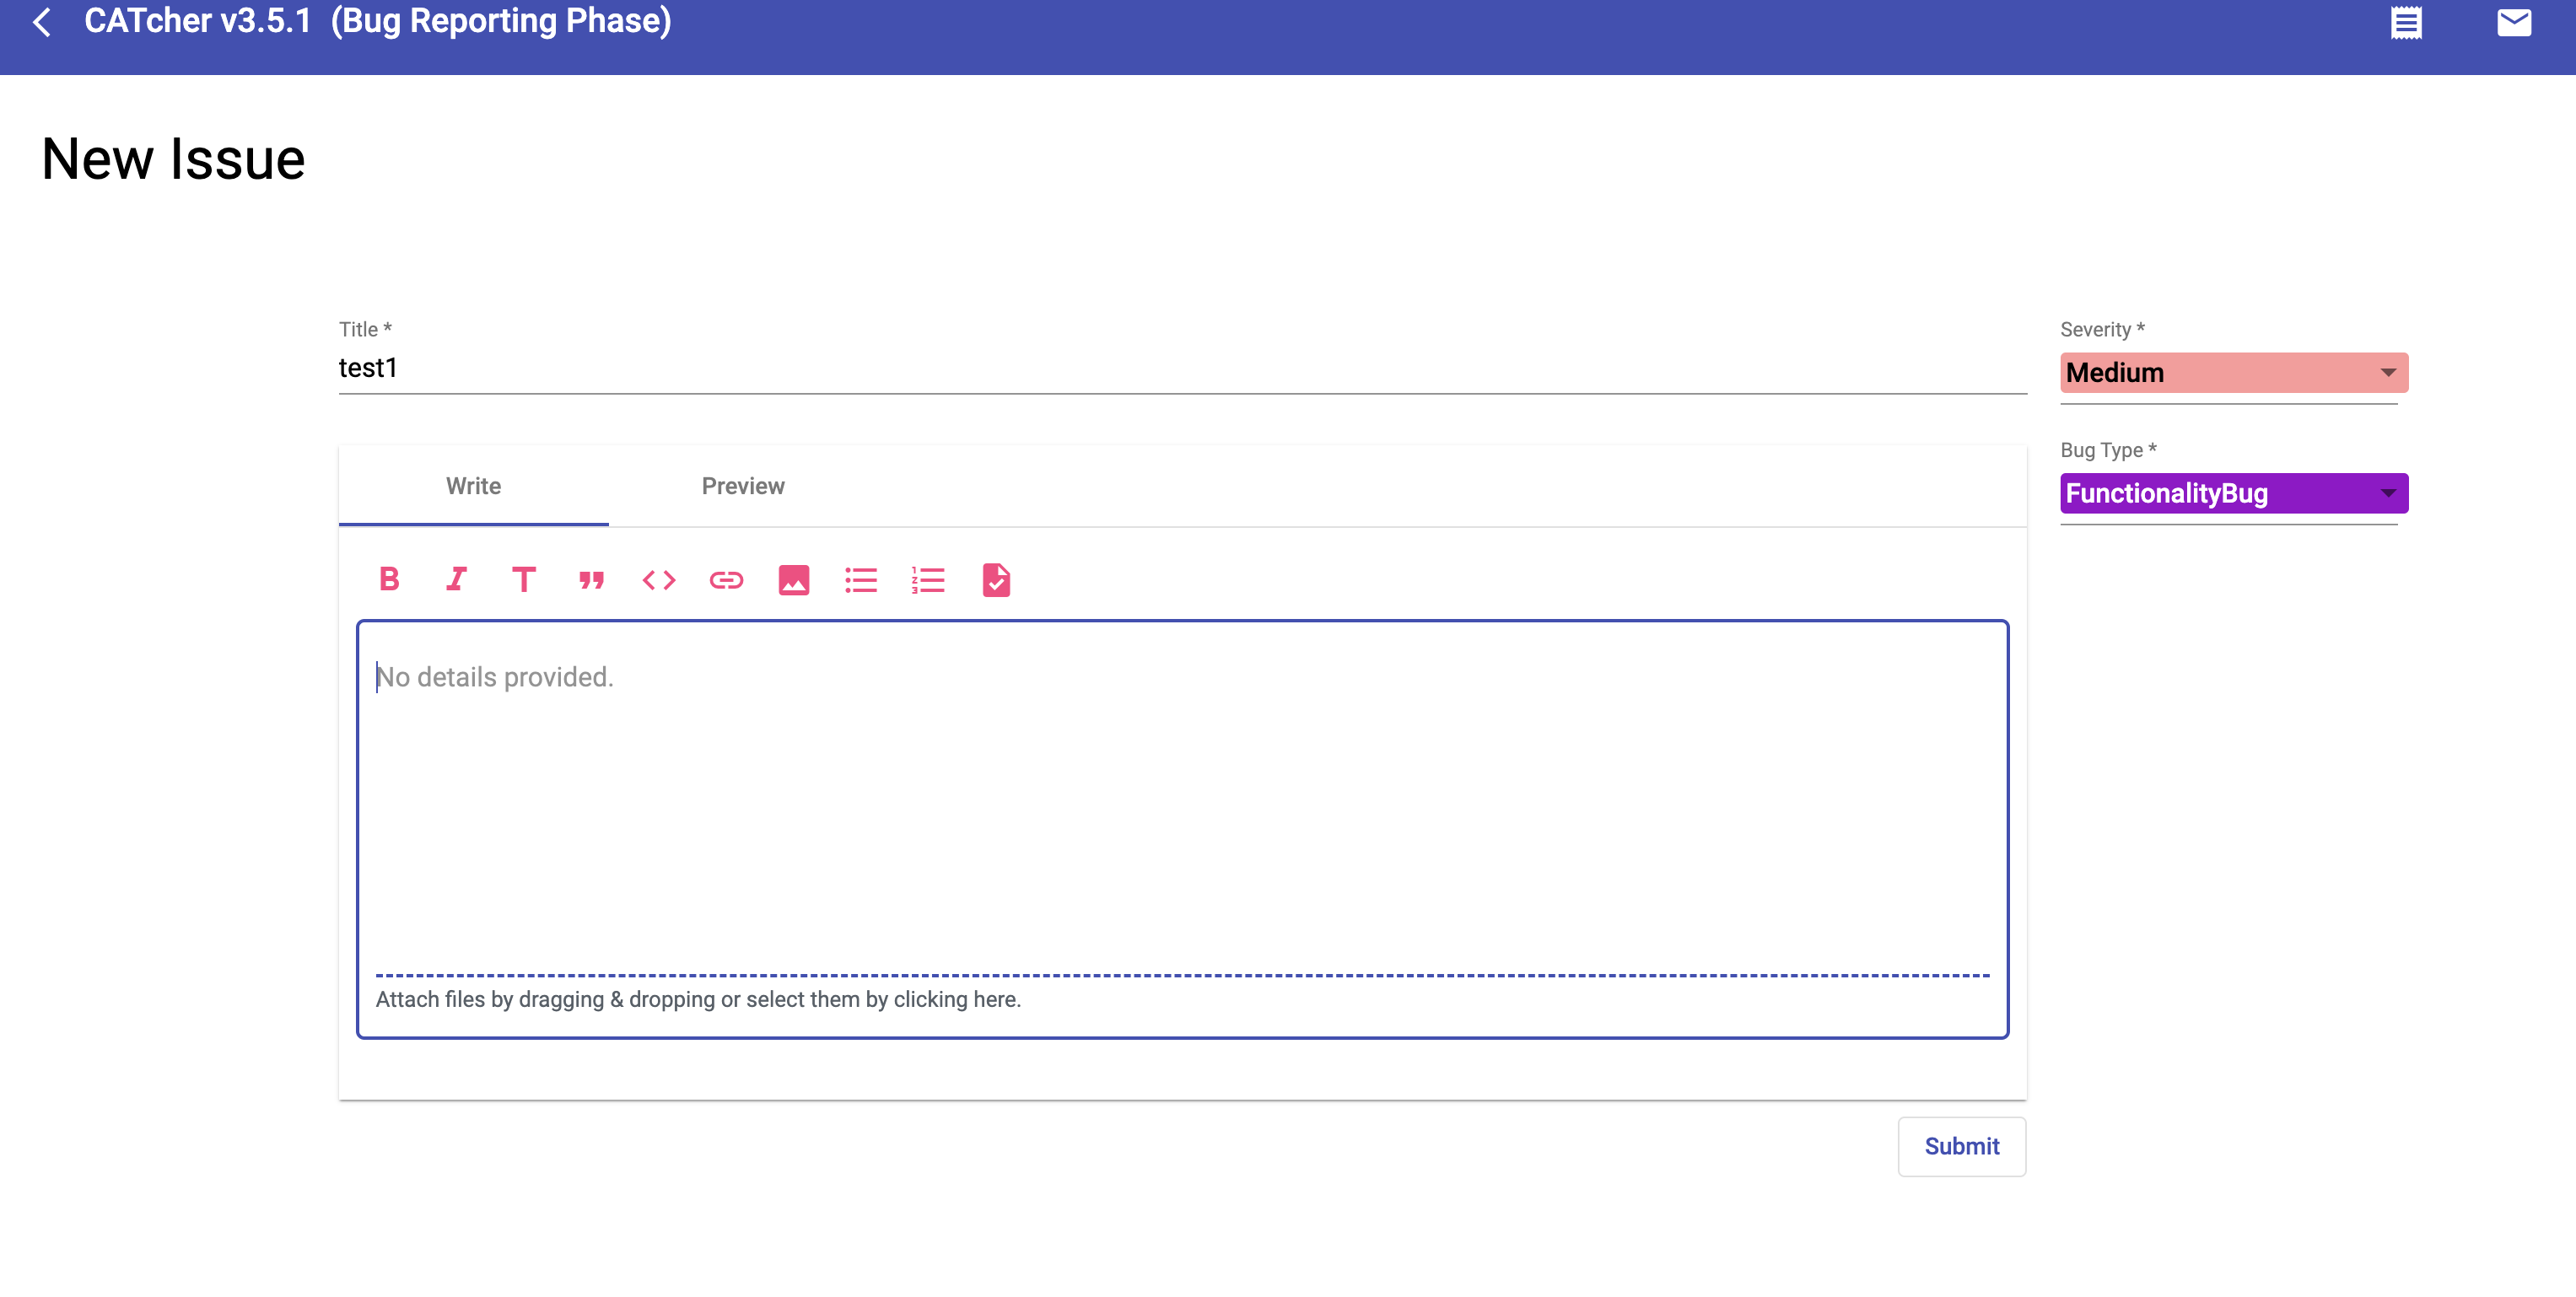 CATcher v3.5.1 (Bug Reporting Phase)
New Issue
Title *
test1
Severity *
Medium
Bug Type *
FunctionalityBug
Write
Preview
No details provided.
Attach files by dragging & dropping or select them by clicking here.
Submit